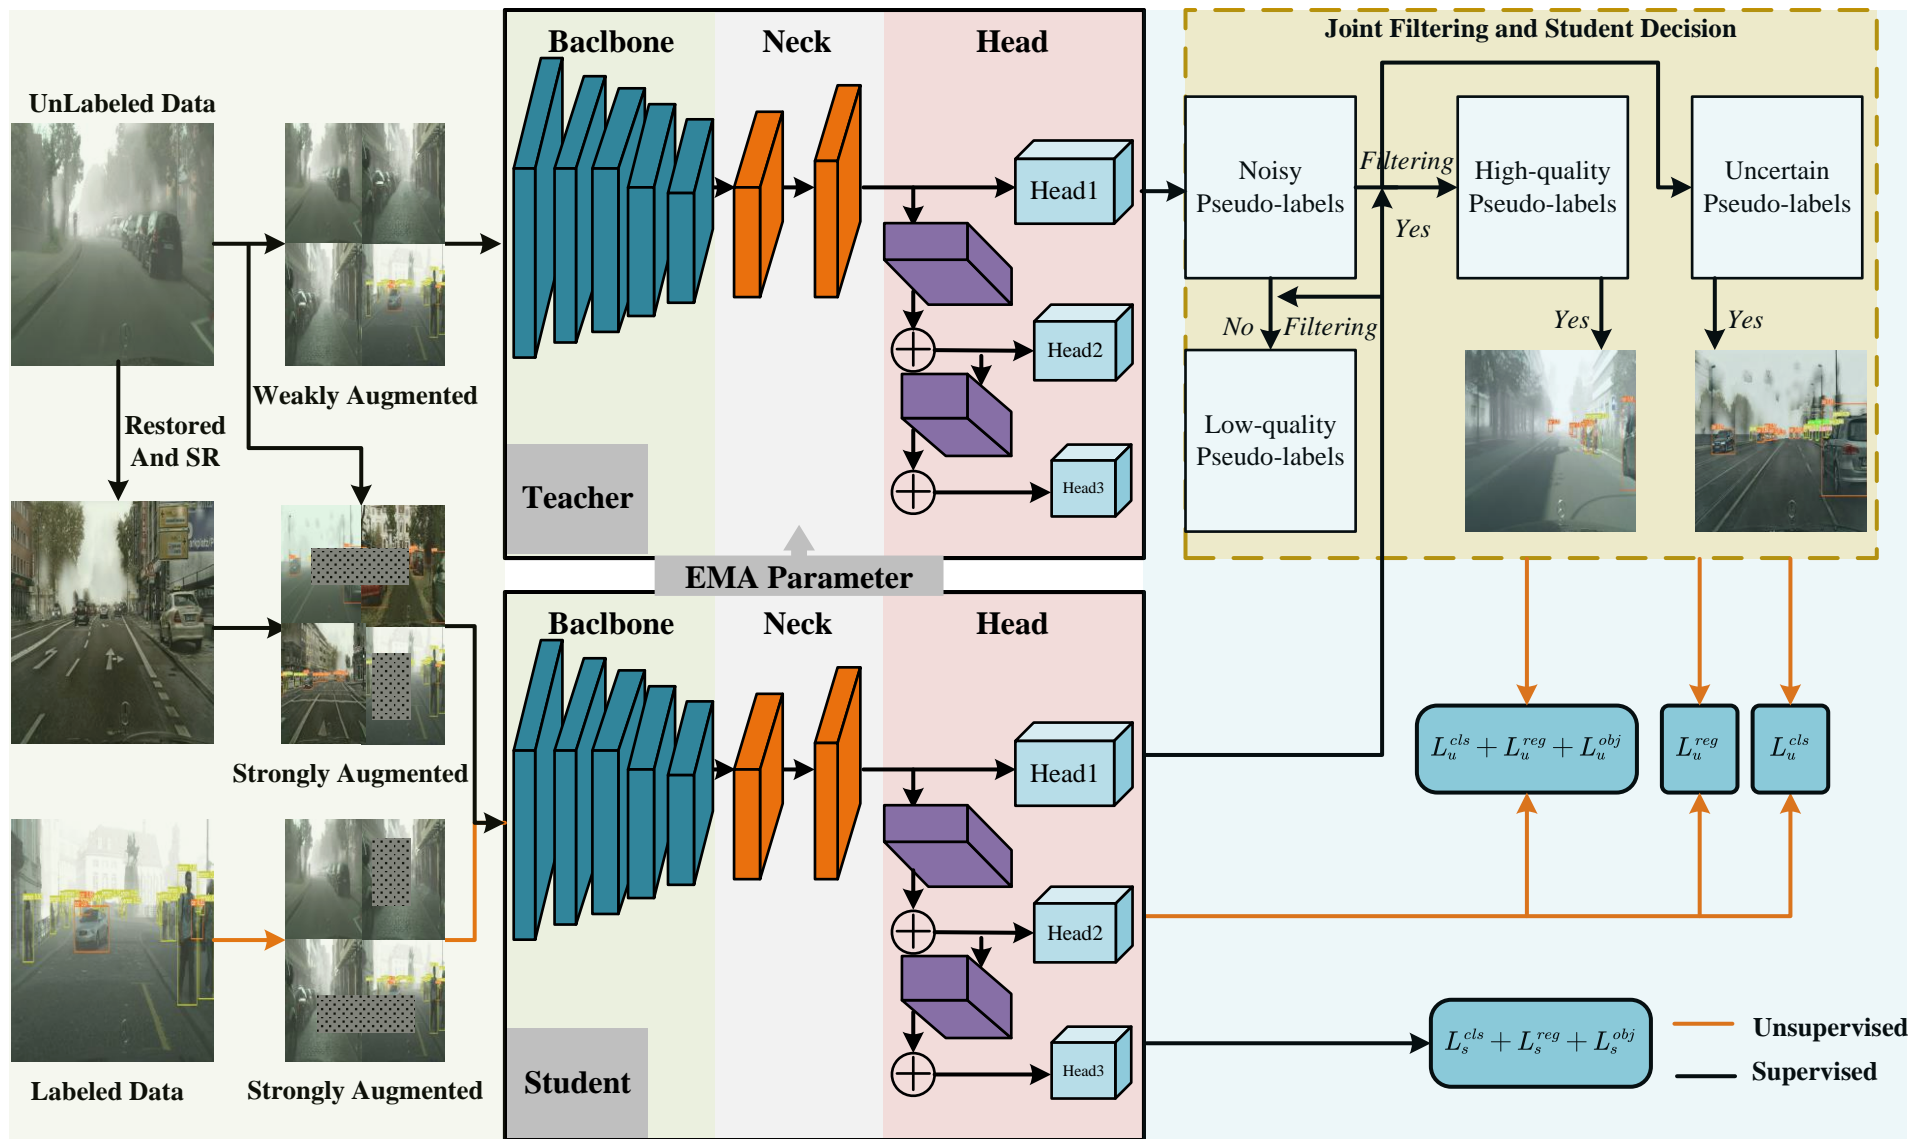 UnLabeled Data
Weakly Augmented
Restored
And SR
Strongly Augmented
Labeled Data
Strongly Augmented
Baclbone
Neck
Head
Head1
Head2
Head3
Teacher
EMA Parameter
Baclbone
Neck
Head
Head1
Head2
Head3
Student
Joint Filtering and Student Decision
Noisy
Pseudo-labels
Filtering
Yes
High-quality
Pseudo-labels
Uncertain
Pseudo-labels
No
Filtering
Yes
Yes
Low-quality
Pseudo-labels
$L_u^{cls} + L_u^{reg} + L_u^{obj}$
$L_u^{reg}$
$L_u^{cls}$
$L_s^{cls} + L_s^{reg} + L_s^{obj}$
Unsupervised
Supervised